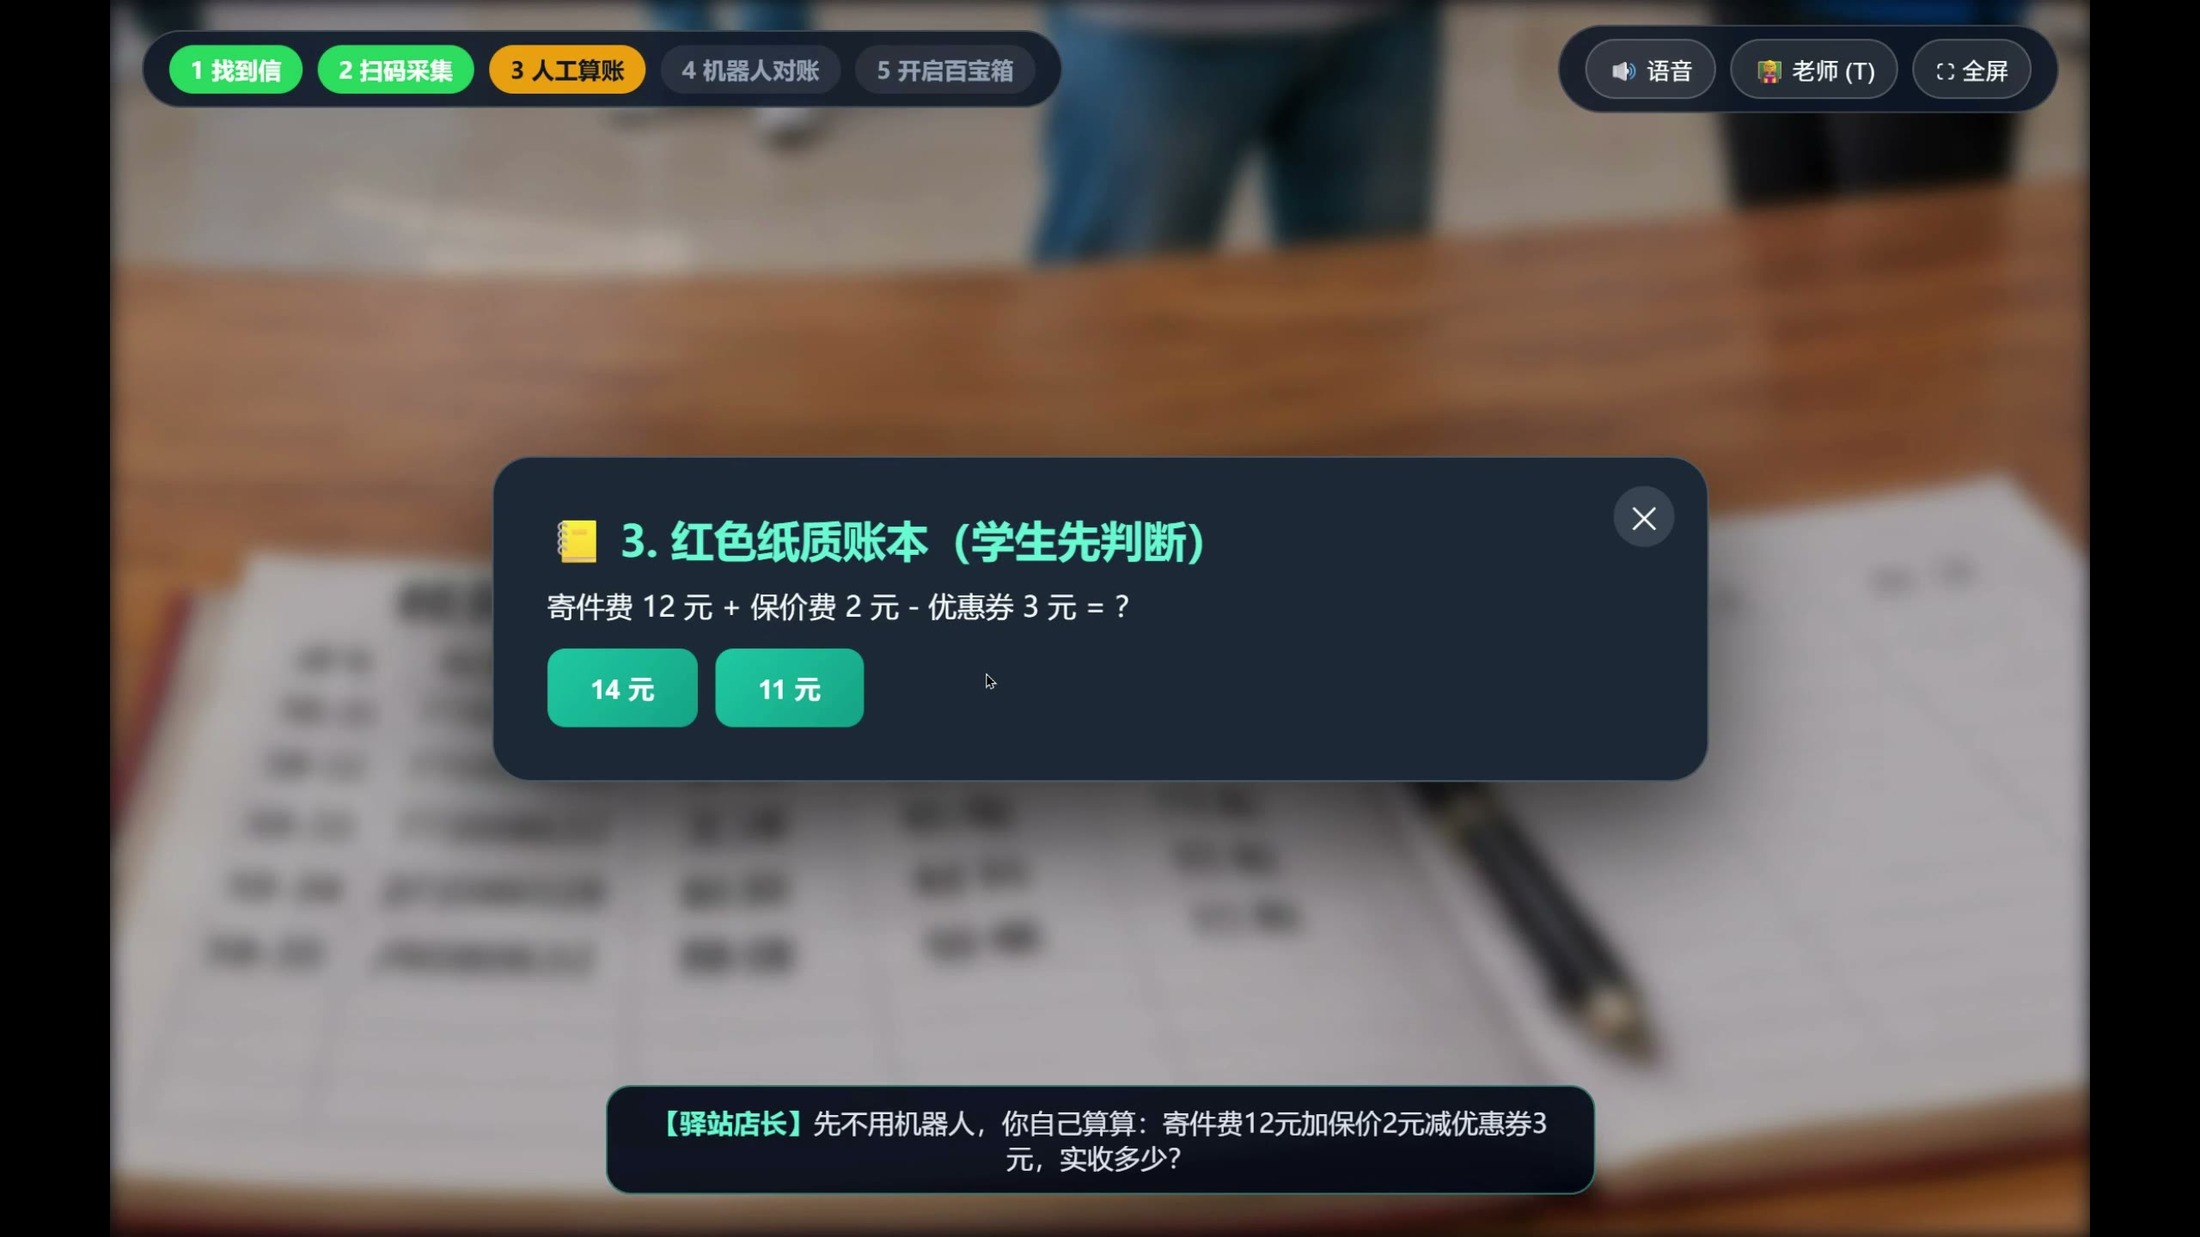 1 找到信
2 扫码采集
3 人工算账
4 机器人对账
5 开启百宝箱
语音
老师 (T)
全屏
3. 红色纸质账本（学生先判断）
寄件费 12 元 + 保价费 2 元 - 优惠券 3 元 = ？
14 元
11 元
【驿站店长】先不用机器人，你自己算算：寄件费12元加保价2元减优惠券3
元，实收多少？